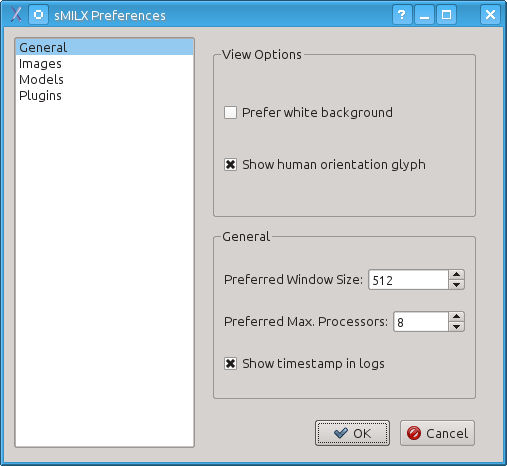 sMILX Preferences
General
Images
Models
Plugins
View Options
Prefer white background
Show human orientation glyph
General
Preferred Window Size: 512
Preferred Max. Processors: 8
Show timestamp in logs
OK Cancel